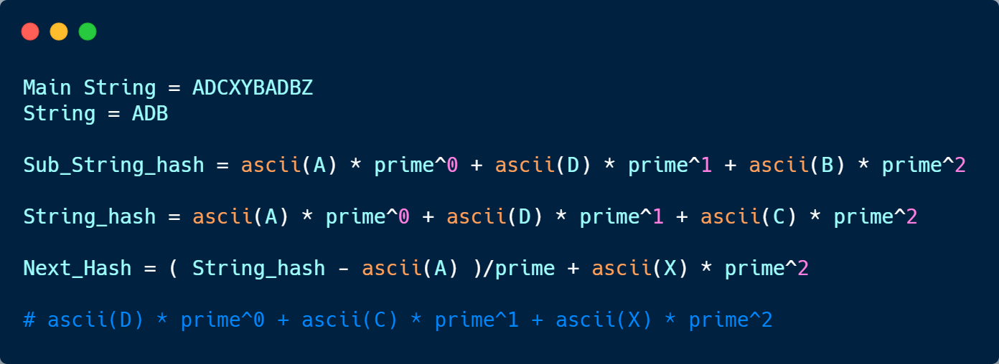 Main String = ADCXYBADBZ
String = ADB
Sub_String_hash = ascii(A) * prime^0 + ascii(D) * prime^1 + ascii(B) * prime^2
String_hash = ascii(A) * prime^0 + ascii(D) * prime^1 + ascii(C) * prime^2
Next_Hash = ( String_hash - ascii(A) )/prime + ascii(X) * prime^2
# ascii(D) * prime^0 + ascii(C) * prime^1 + ascii(X) * prime^2